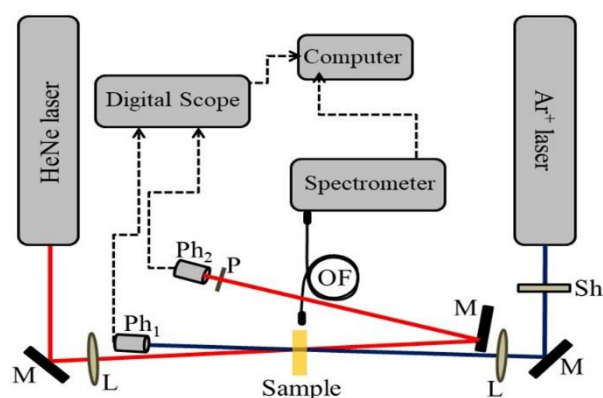 HeNe laser
Digital Scope
Computer
Ar⁺ laser
Spectrometer
Ph₂
P
OF
Sh
Ph₁
M
M
L
Sample
L
M